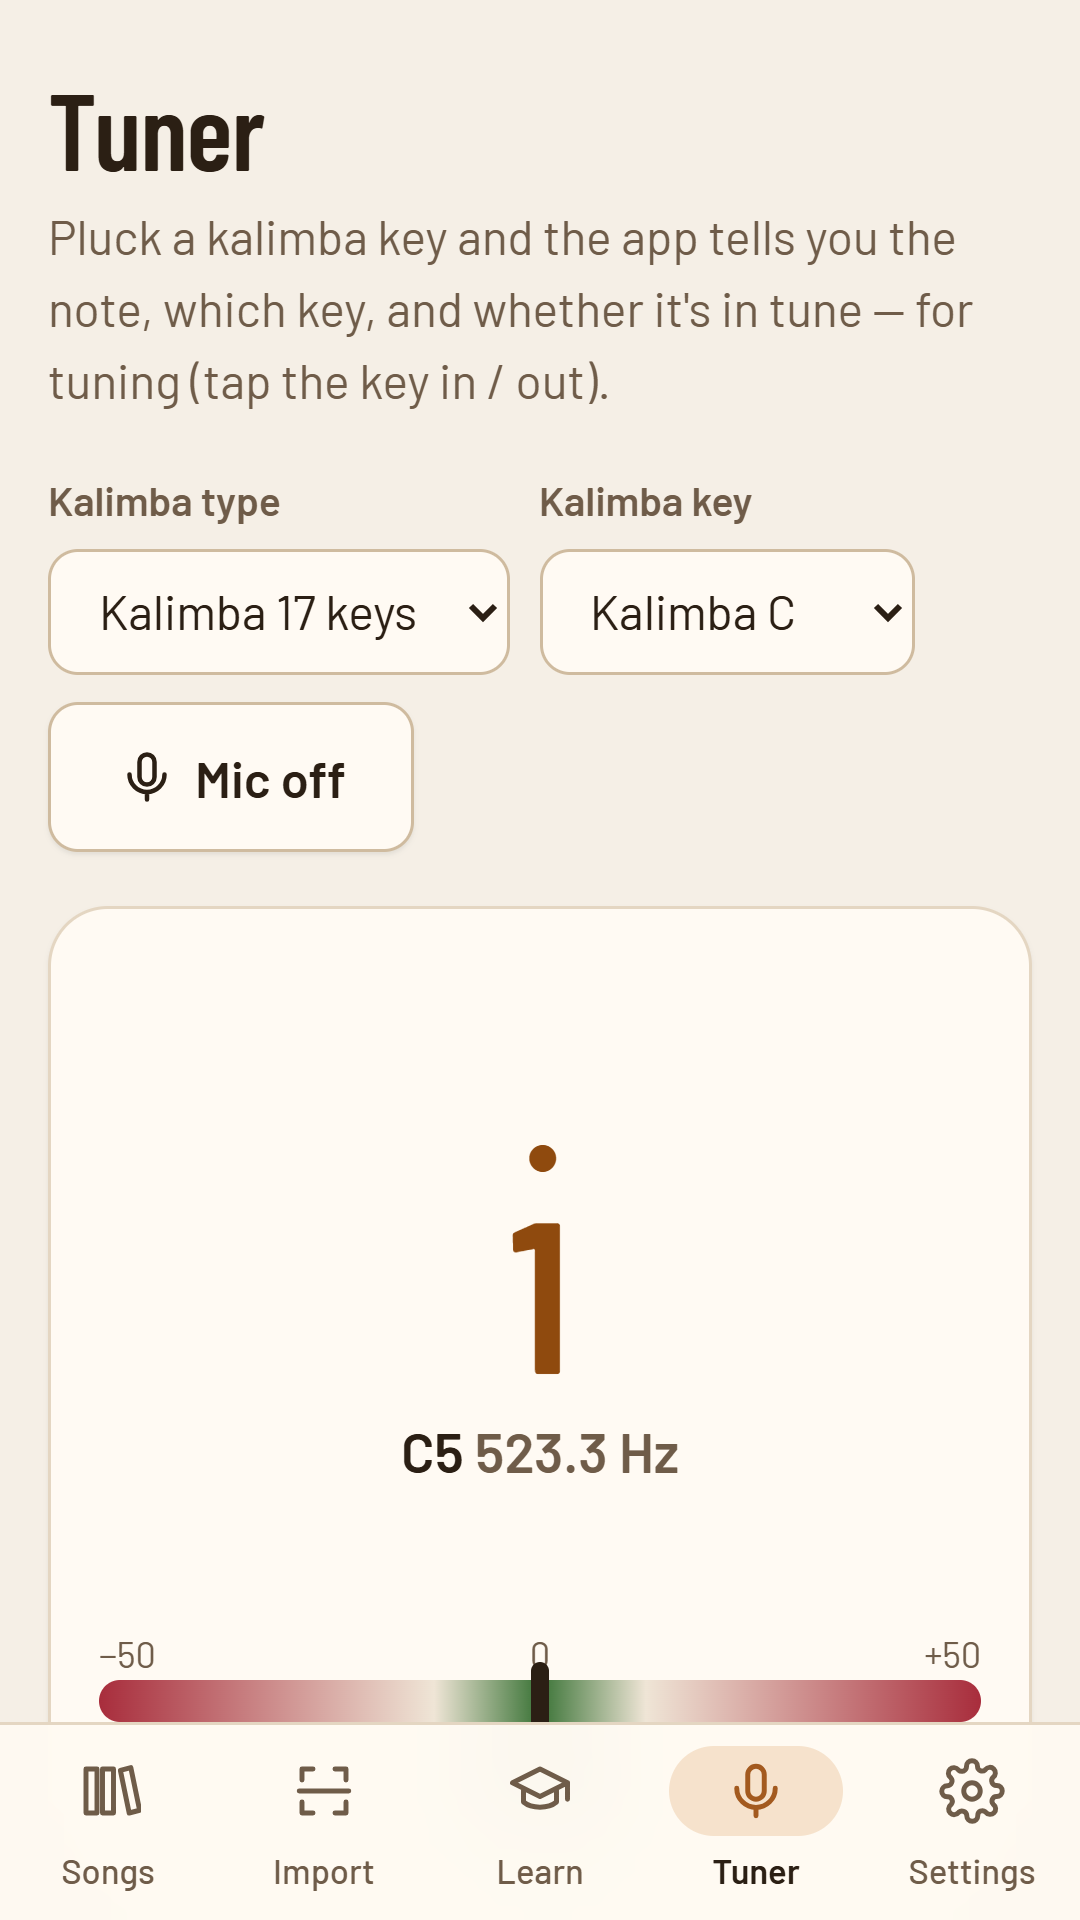 Tuner
Pluck a kalimba key and the app tells you the
note, which key, and whether it's in tune — for
tuning (tap the key in / out).
Kalimba type
Kalimba key
Kalimba 17 keys
Kalimba C
Mic off
1
C5 523.3 Hz
−50
0
+50
Songs
Import
Learn
Tuner
Settings